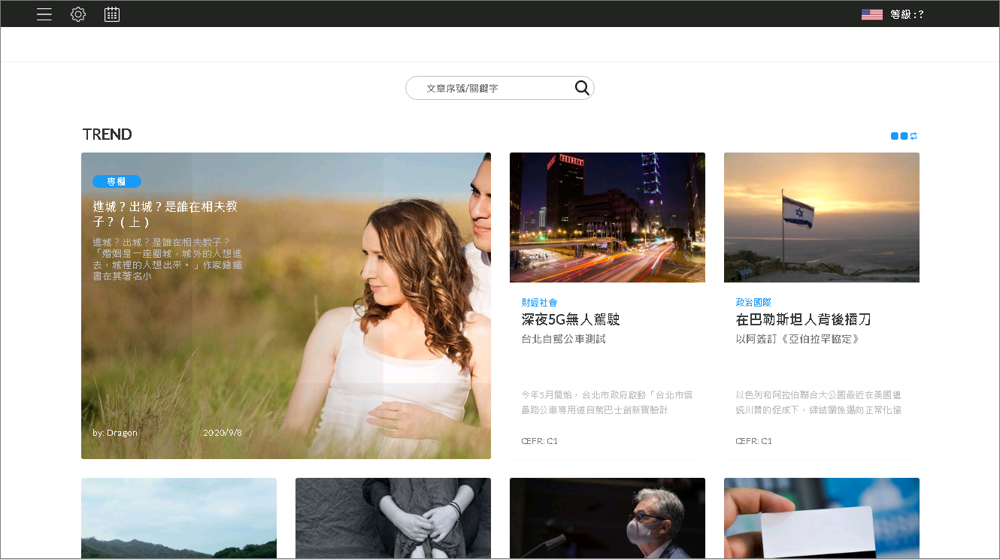 等級 : ?
文章序號/關鍵字
TREND
專欄
進城？出城？是誰在相夫教
子？（上）
進城？出城？是誰在相夫教子？
「婚姻是一座圍城，城外的人想進
去，城裡的人想出來。」作家錢鍾
書在其著名小
by: Dragon
2020/9/8
財經社會
深夜5G無人駕駛
台北自駕公車測試
今年5月開始，台北市政府啟動「台北市信
義路公車專用道自駕巴士創新實驗計
CEFR: C1
政治國際
在巴勒斯坦人背後插刀
以阿簽訂《亞伯拉罕協定》
以色列和阿拉伯聯合大公國最近在美國總
統川普的促成下，締結關係邁向正常化協
CEFR: C1